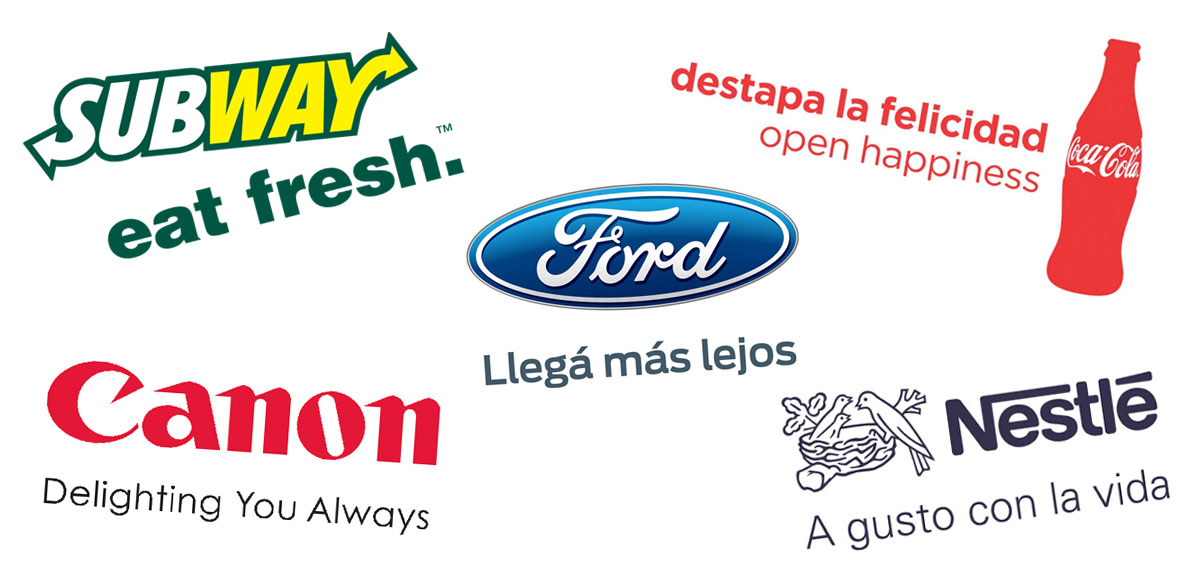 SUBWAY
eat fresh.™
destapa la felicidad
open happiness
Coca-Cola
Ford
Llegá más lejos
Canon
Delighting You Always
Nestlé
A gusto con la vida